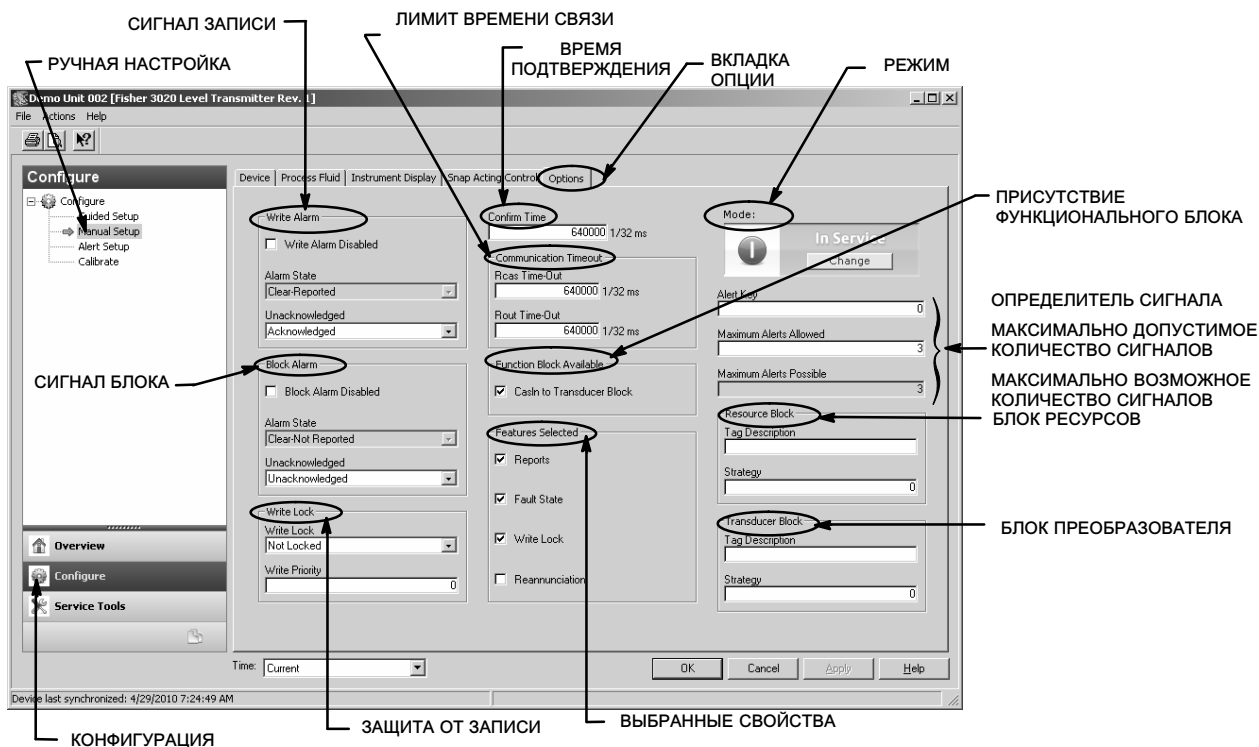 СИГНАЛ ЗАПИСИ
ЛИМИТ ВРЕМЕНИ СВЯЗИ
РУЧНАЯ НАСТРОЙКА
ВРЕМЯ
ПОДТВЕРЖДЕНИЯ
ВКЛАДКА
ОПЦИИ
РЕЖИМ
Demo Unit 002 [Fisher 3020 Level Transmitter Rev. 1]
File Actions Help
Configure
Configure
Guided Setup
Manual Setup
Alert Setup
Calibrate
Device Process Fluid Instrument Display Snap Acting Control Options
Write Alarm
Write Alarm Disabled
Alarm State
Clear-Reported
Unacknowledged
Acknowledged
Block Alarm
Block Alarm Disabled
Alarm State
Clear-Not Reported
Unacknowledged
Unacknowledged
Write Lock
Write Lock
Not Locked
Write Priority
0
Confirm Time
640000 1/32 ms
Communication Timeout
Rcas Time-Out
640000 1/32 ms
Rout Time-Out
640000 1/32 ms
Function Block Available
CasIn to Transducer Block
Features Selected
Reports
Fault State
Write Lock
Reannunciation
Mode:
In Service
Change
Alert Key
0
Maximum Alerts Allowed
3
Maximum Alerts Possible
3
Resource Block
Tag Description
Strategy
0
Transducer Block
Tag Description
Strategy
0
ПРИСУТСТВИЕ
ФУНКЦИОНАЛЬНОГО БЛОКА
ОПРЕДЕЛИТЕЛЬ СИГНАЛА
МАКСИМАЛЬНО ДОПУСТИМОЕ
КОЛИЧЕСТВО СИГНАЛОВ
МАКСИМАЛЬНО ВОЗМОЖНОЕ
КОЛИЧЕСТВО СИГНАЛОВ
БЛОК РЕСУРСОВ
БЛОК ПРЕОБРАЗОВАТЕЛЯ
СИГНАЛ БЛОКА
Overview
Configure
Service Tools
Time: Current
OK Cancel Apply Help
Device last synchronized: 4/29/2010 7:24:49 AM
ЗАЩИТА ОТ ЗАПИСИ
ВЫБРАННЫЕ СВОЙСТВА
КОНФИГУРАЦИЯ